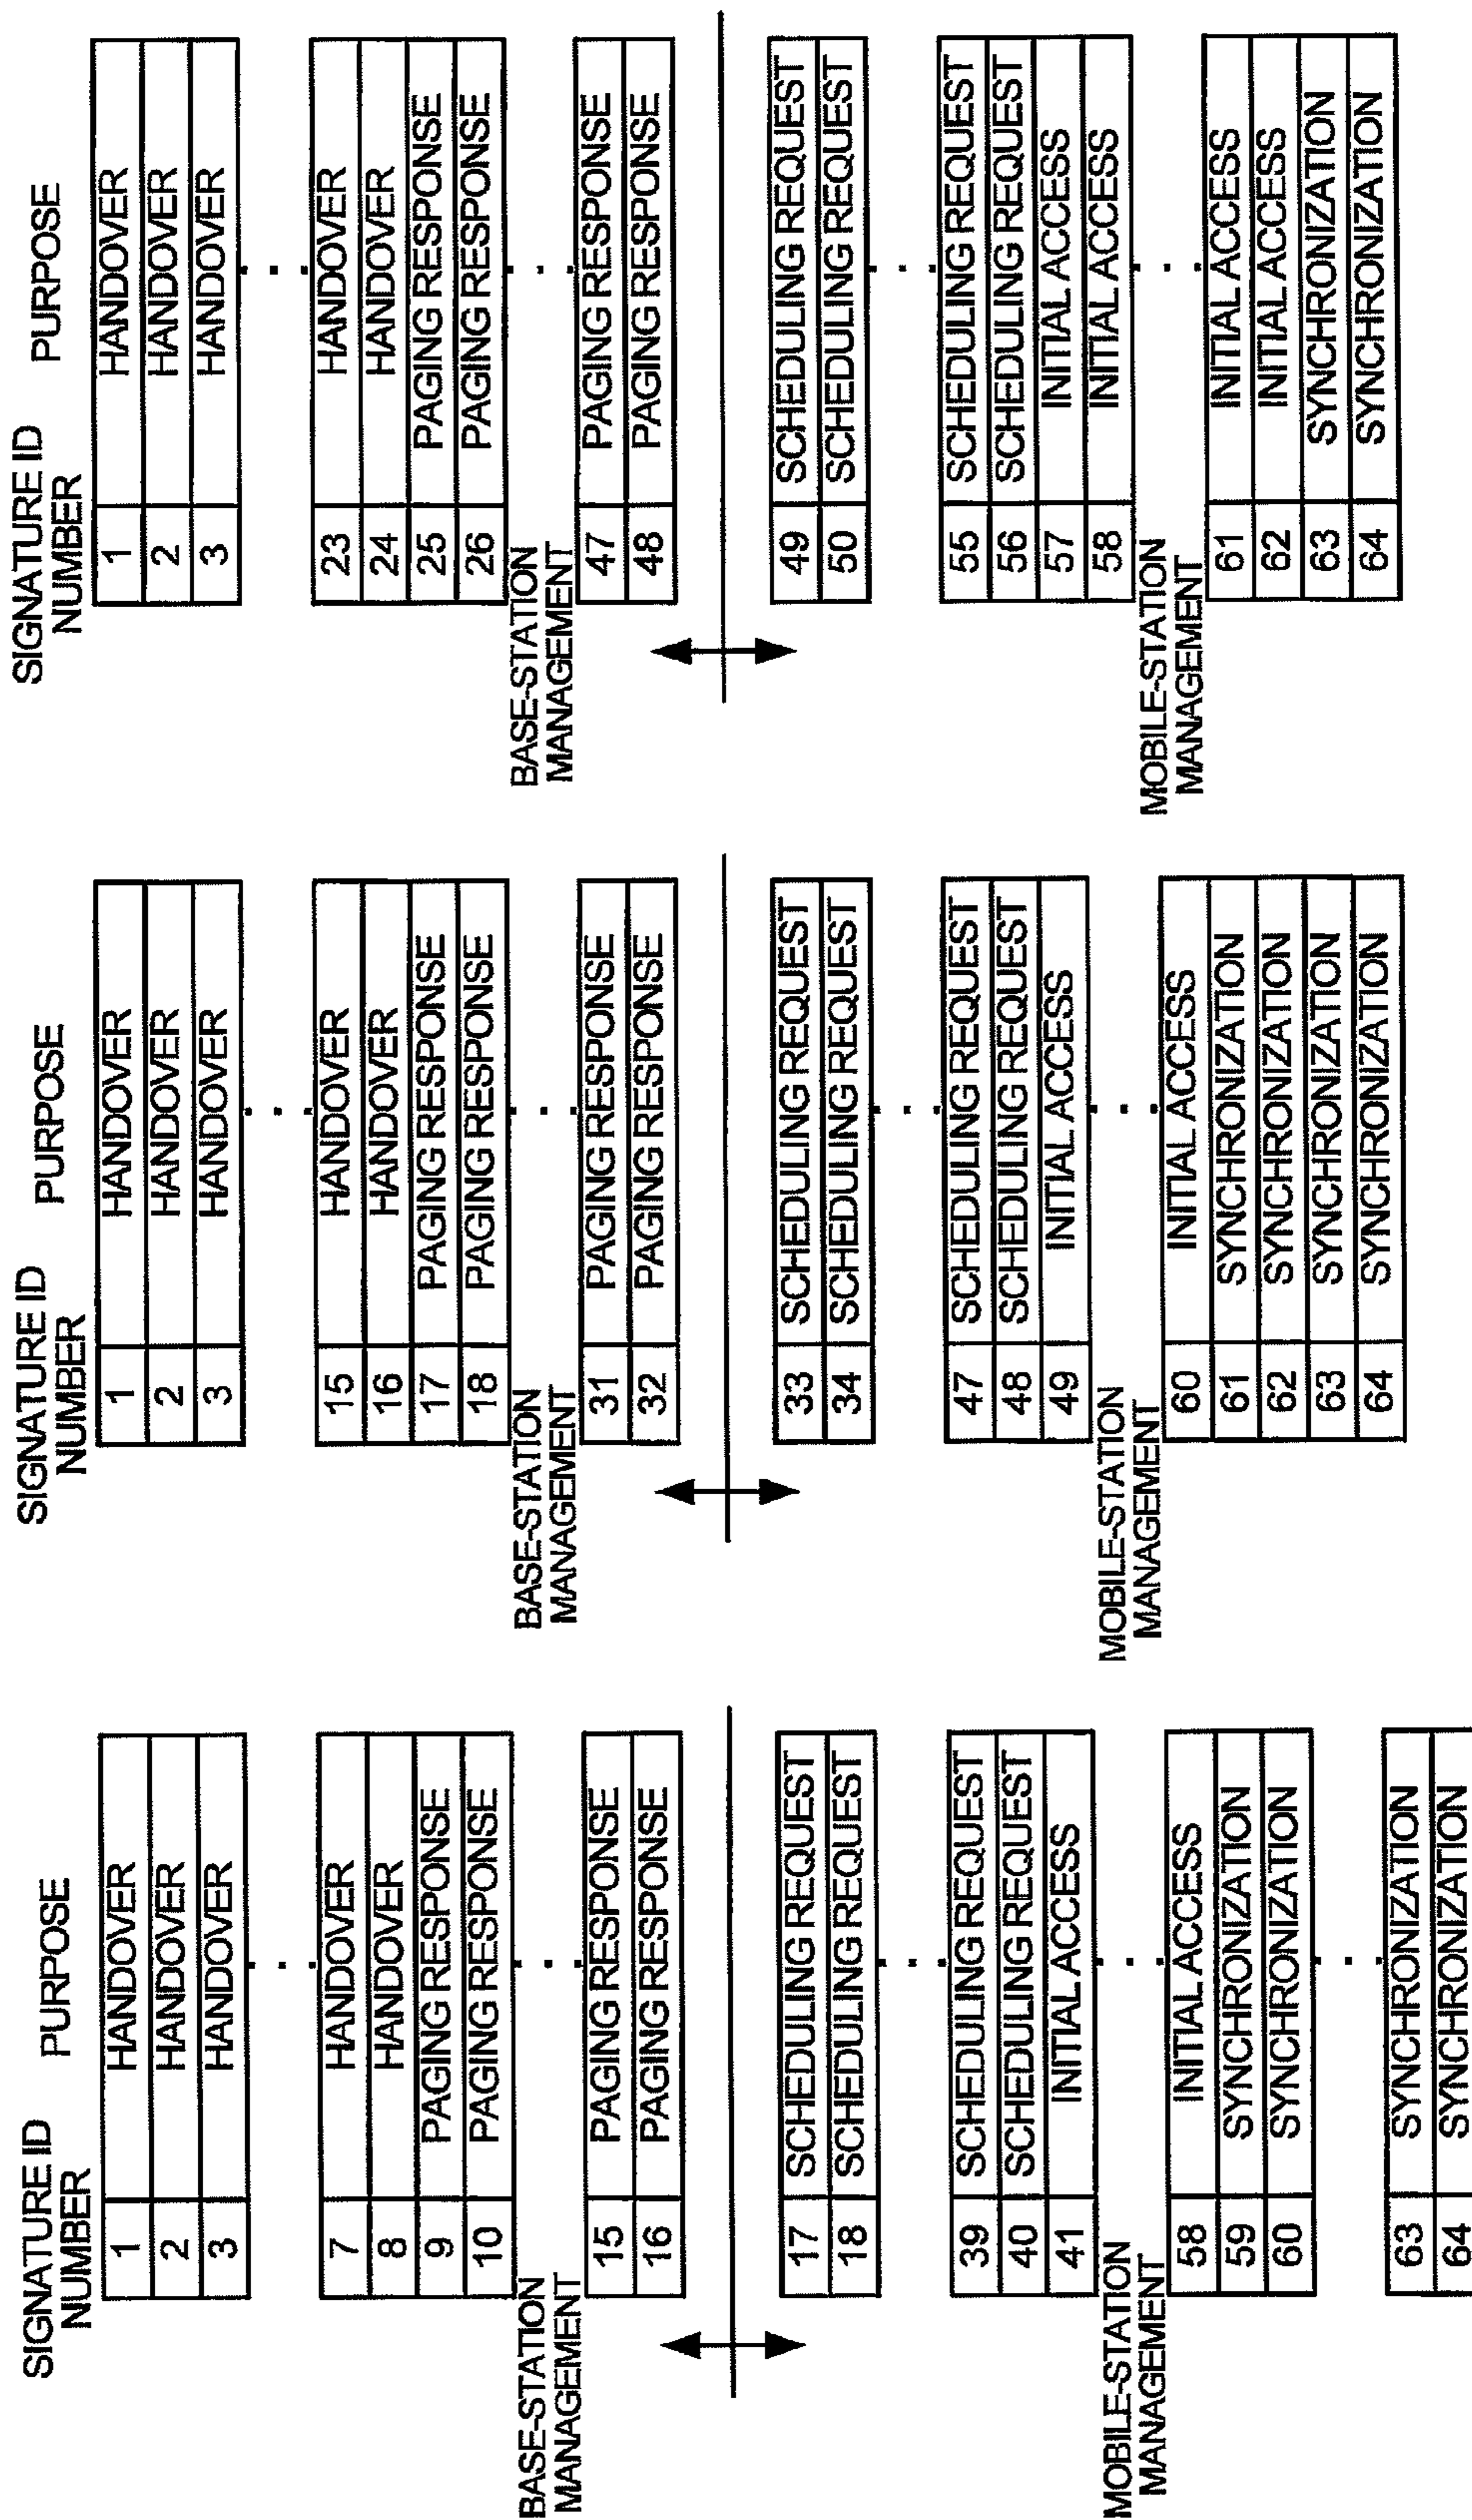 SIGNATURE ID
NUMBER
PURPOSE
1 HANDOVER
2 HANDOVER
3 HANDOVER
7 HANDOVER
8 HANDOVER
9 PAGING RESPONSE
10 PAGING RESPONSE
BASE-STATION
MANAGEMENT
15 PAGING RESPONSE
16 PAGING RESPONSE
17 SCHEDULING REQUEST
18 SCHEDULING REQUEST
39 SCHEDULING REQUEST
40 SCHEDULING REQUEST
41 INITIAL ACCESS
MOBILE-STATION
MANAGEMENT
58 INITIAL ACCESS
59 SYNCHRONIZATION
60 SYNCHRONIZATION
63 SYNCHRONIZATION
64 SYNCHRONIZATION
SIGNATURE ID
NUMBER
PURPOSE
1 HANDOVER
2 HANDOVER
3 HANDOVER
15 HANDOVER
16 HANDOVER
17 PAGING RESPONSE
18 PAGING RESPONSE
BASE-STATION
MANAGEMENT
31 PAGING RESPONSE
32 PAGING RESPONSE
33 SCHEDULING REQUEST
34 SCHEDULING REQUEST
47 SCHEDULING REQUEST
48 SCHEDULING REQUEST
49 INITIAL ACCESS
MOBILE-STATION
MANAGEMENT
60 INITIAL ACCESS
61 SYNCHRONIZATION
62 SYNCHRONIZATION
63 SYNCHRONIZATION
64 SYNCHRONIZATION
SIGNATURE ID
NUMBER
PURPOSE
1 HANDOVER
2 HANDOVER
3 HANDOVER
23 HANDOVER
24 HANDOVER
25 PAGING RESPONSE
26 PAGING RESPONSE
BASE-STATION
MANAGEMENT
47 PAGING RESPONSE
48 PAGING RESPONSE
49 SCHEDULING REQUEST
50 SCHEDULING REQUEST
55 SCHEDULING REQUEST
56 SCHEDULING REQUEST
57 INITIAL ACCESS
58 INITIAL ACCESS
MOBILE-STATION
MANAGEMENT
61 INITIAL ACCESS
62 INITIAL ACCESS
63 SYNCHRONIZATION
64 SYNCHRONIZATION